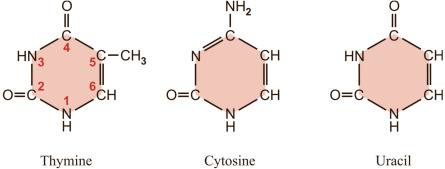 O NH₂ O
C C C
4
HN 3 5 C–CH₃ N CH HN CH
2 6
O=C CH O=C CH O=C CH
1
N N N
H H H
Thymine Cytosine Uracil